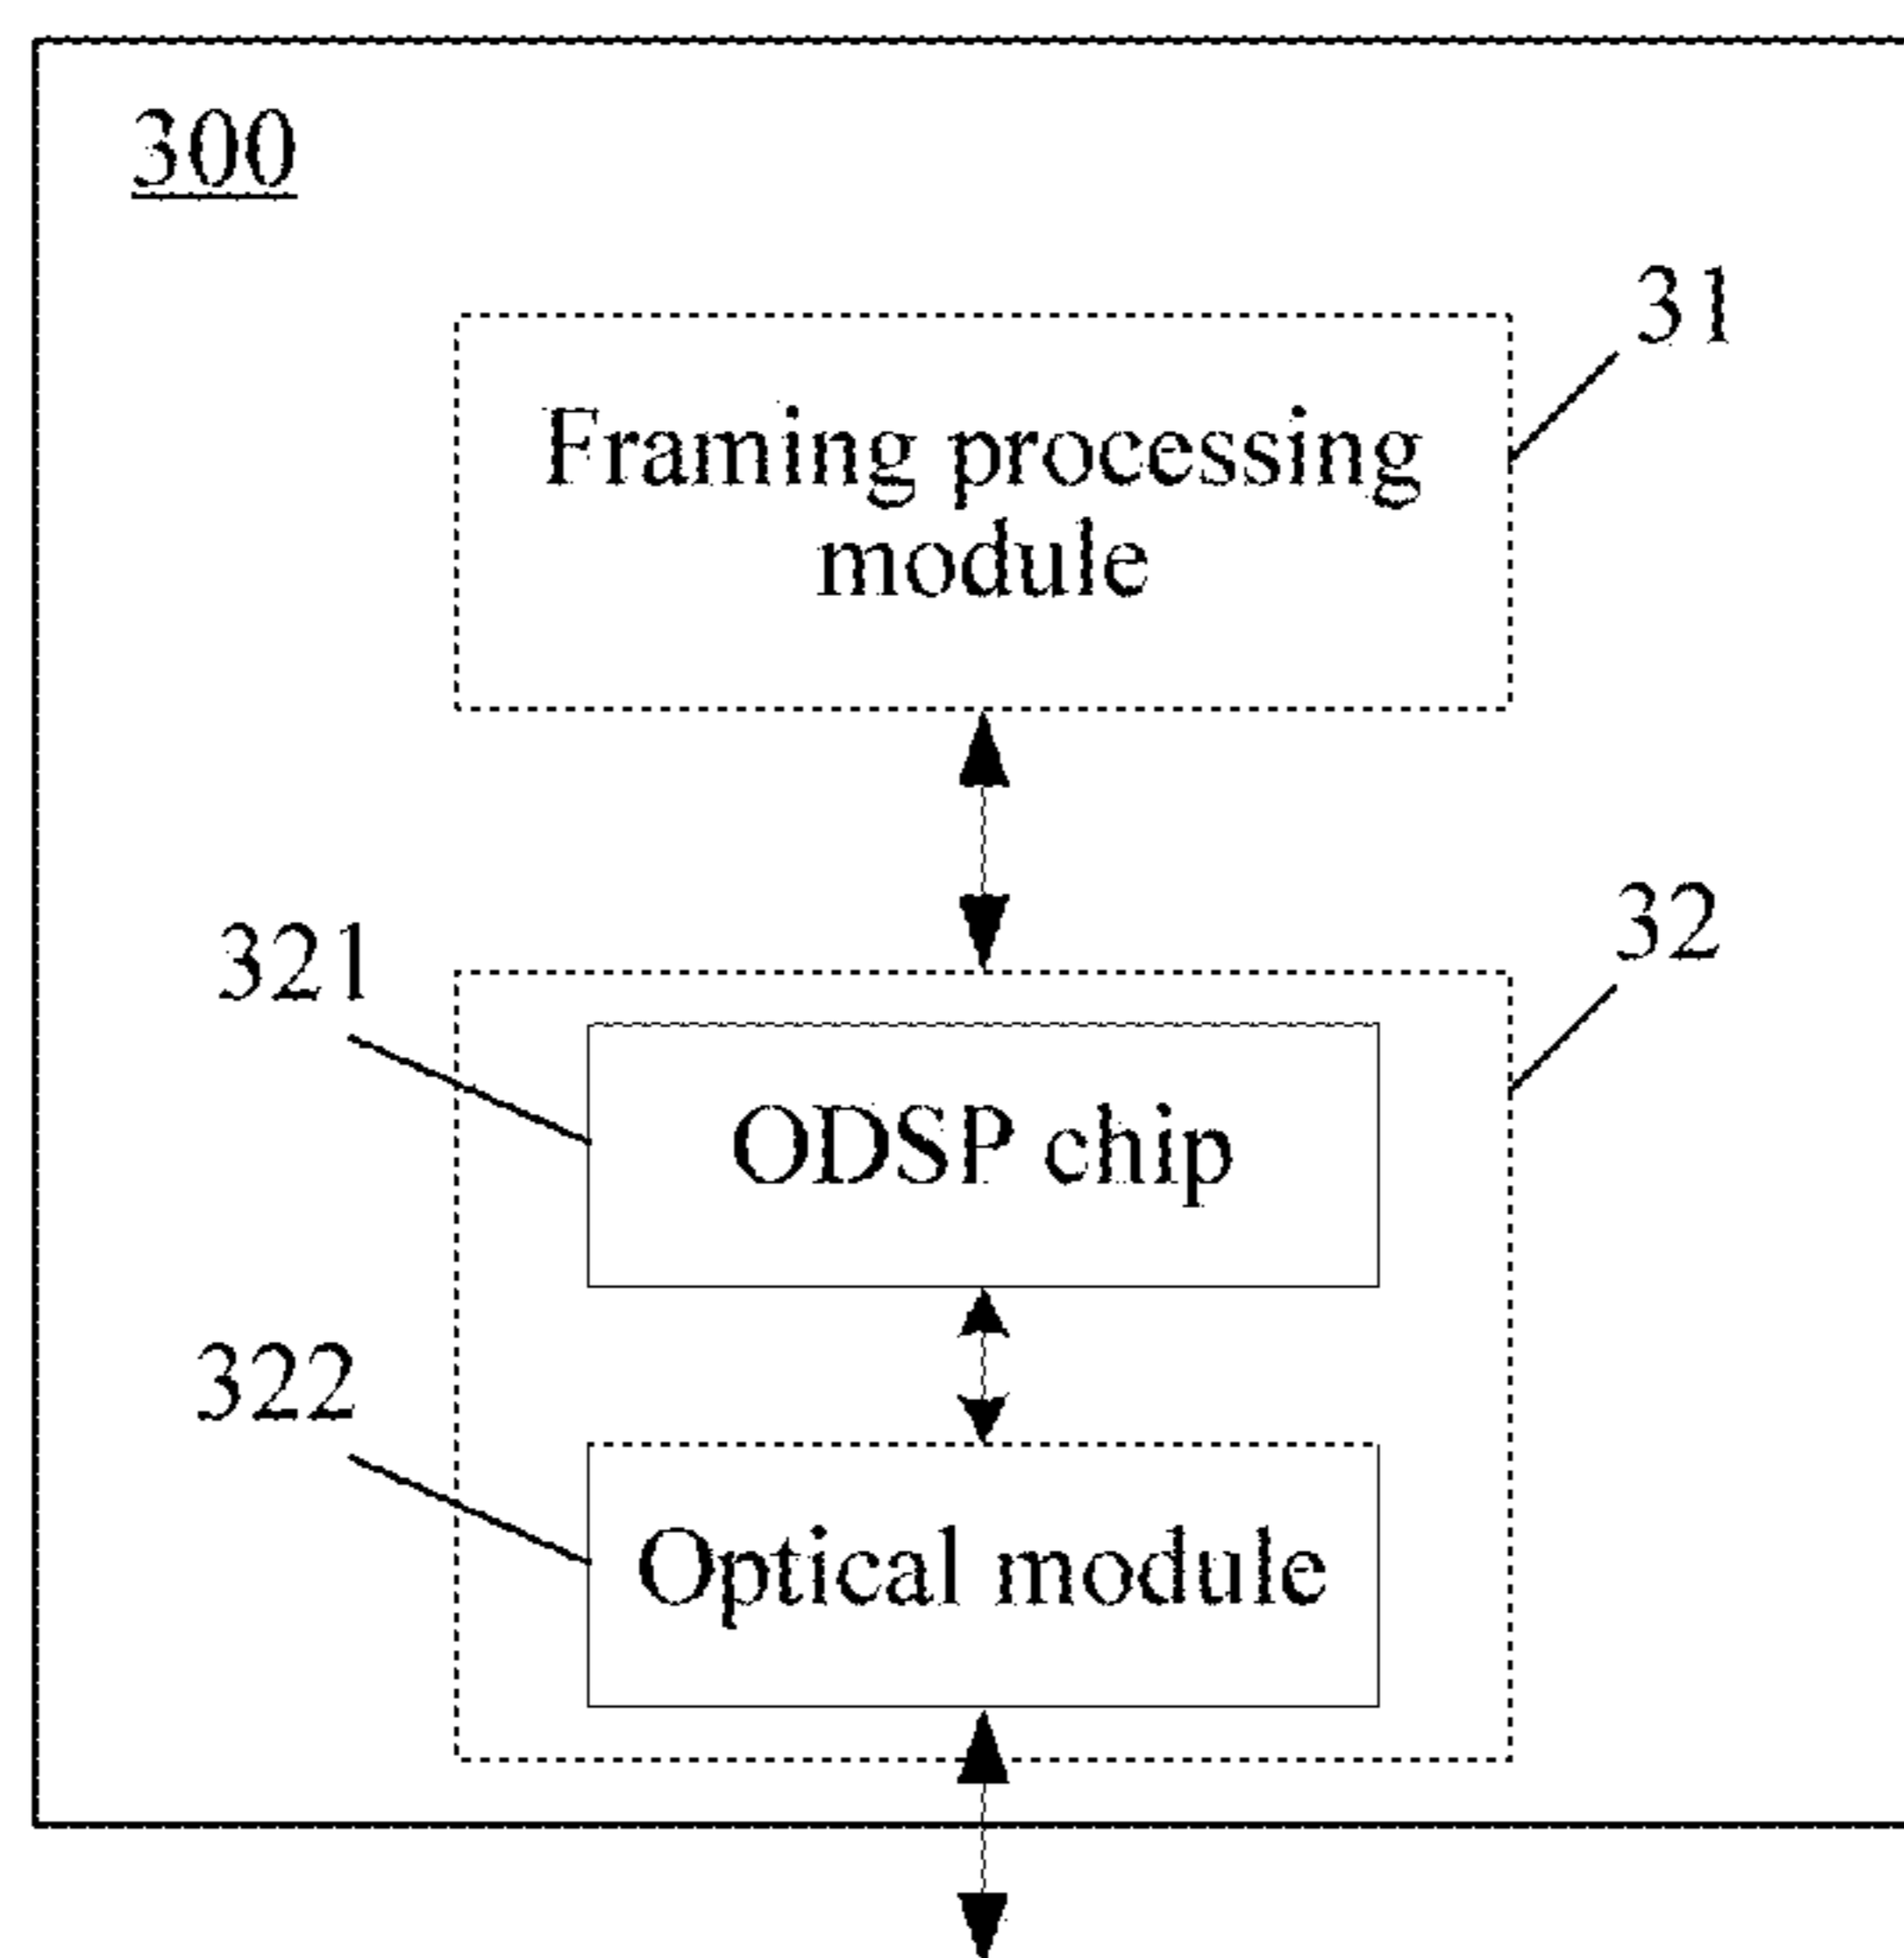 300
31
Framing processing
module
32
321
ODSP chip
322
Optical module